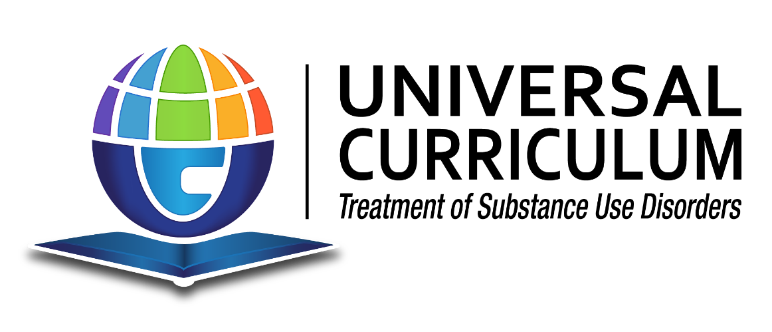 UNIVERSAL
CURRICULUM
Treatment of Substance Use Disorders